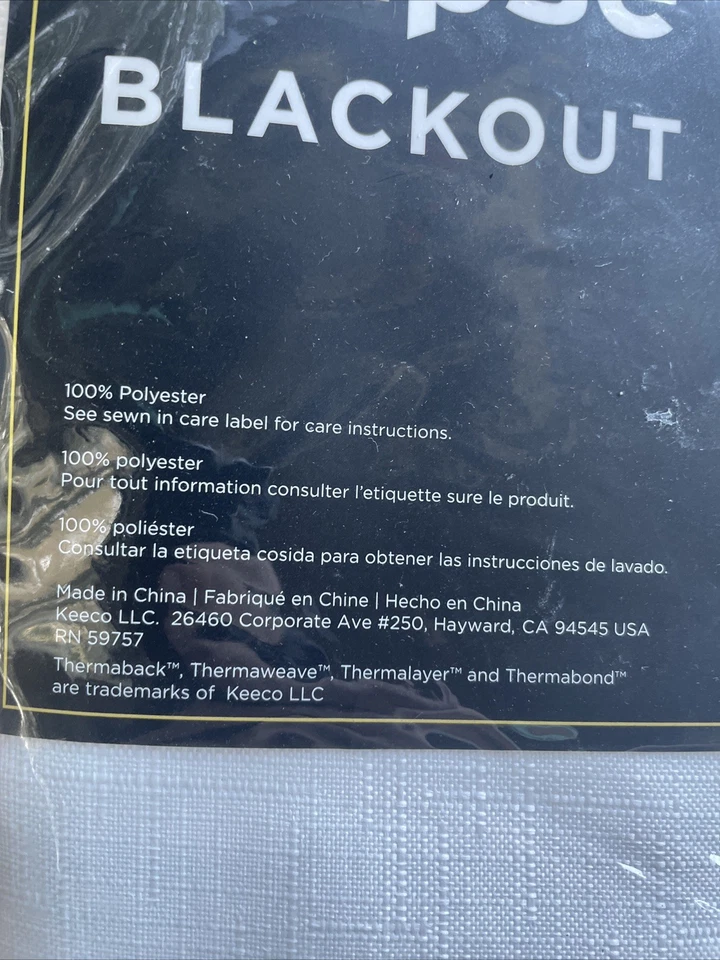 BLACKOUT
100% Polyester
See sewn in care label for care instructions.
100% polyester
Pour tout information consulter l'etiquette sure le produit.
100% poliéster
Consultar la etiqueta cosida para obtener las instrucciones de lavado.
Made in China | Fabriqué en Chine | Hecho en China
Keeco LLC. 26460 Corporate Ave #250, Hayward, CA 94545 USA
RN 59757
Thermaback™, Thermaweave™, Thermalayer™ and Thermabond™
are trademarks of Keeco LLC